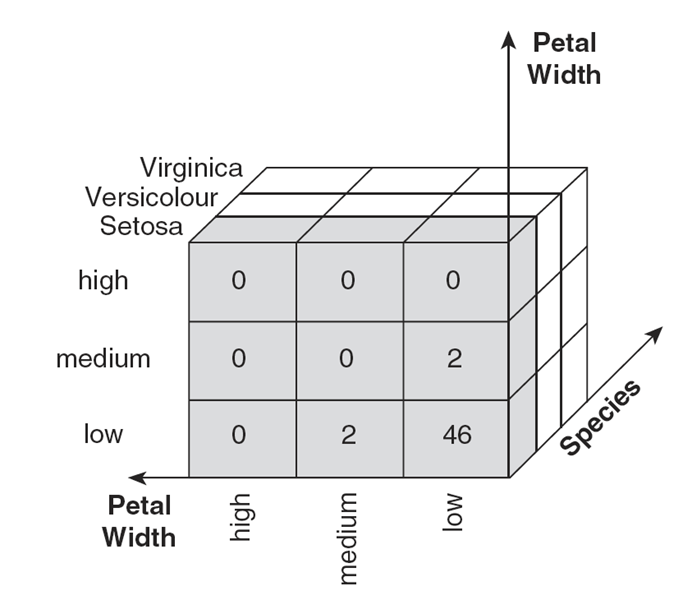 Petal
Width
Virginica
Versicolour
Setosa
high 0 0 0
medium 0 0 2
low 0 2 46
Species
Petal
Width
high
medium
low